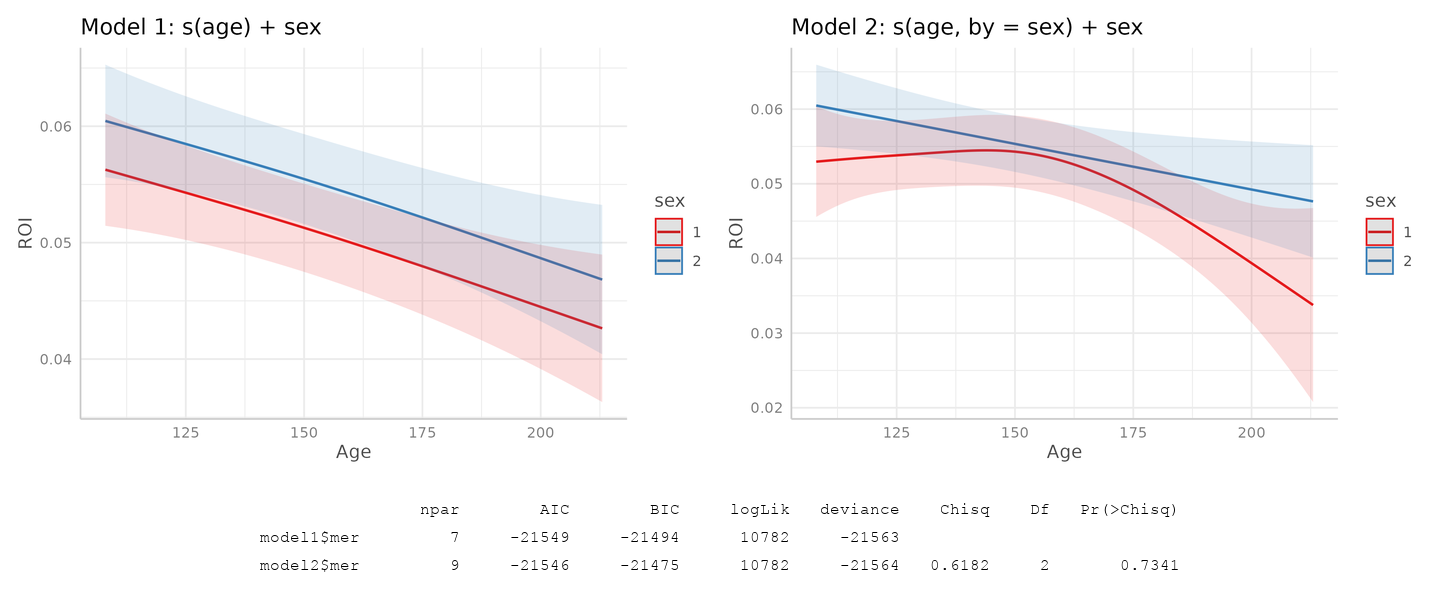 Model 1: s(age) + sex
0.06
0.05
0.04
ROI
125 150 175 200
Age
sex
1
2
Model 2: s(age, by = sex) + sex
0.06
0.05
0.04
0.03
0.02
ROI
125 150 175 200
Age
sex
1
2
npar AIC BIC logLik deviance Chisq Df Pr(>Chisq)
model1$mer 7 -21549 -21494 10782 -21563
model2$mer 9 -21546 -21475 10782 -21564 0.6182 2 0.7341